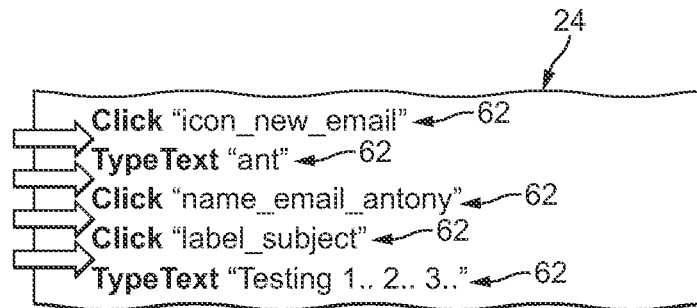 24
Click “icon_new_email” 62
TypeText “ant” 62
Click “name_email_antony” 62
Click “label_subject” 62
TypeText “Testing 1.. 2.. 3..” 62